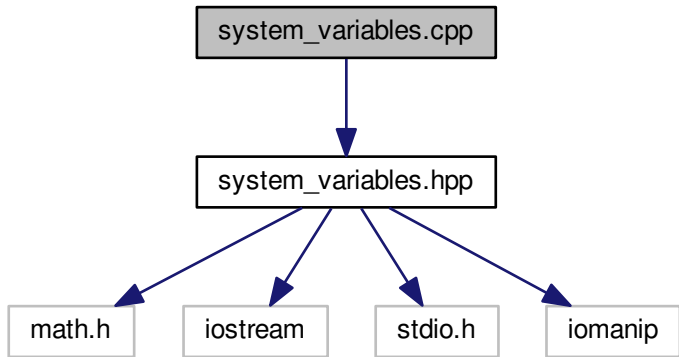 system_variables.cpp
system_variables.hpp
math.h
iostream
stdio.h
iomanip